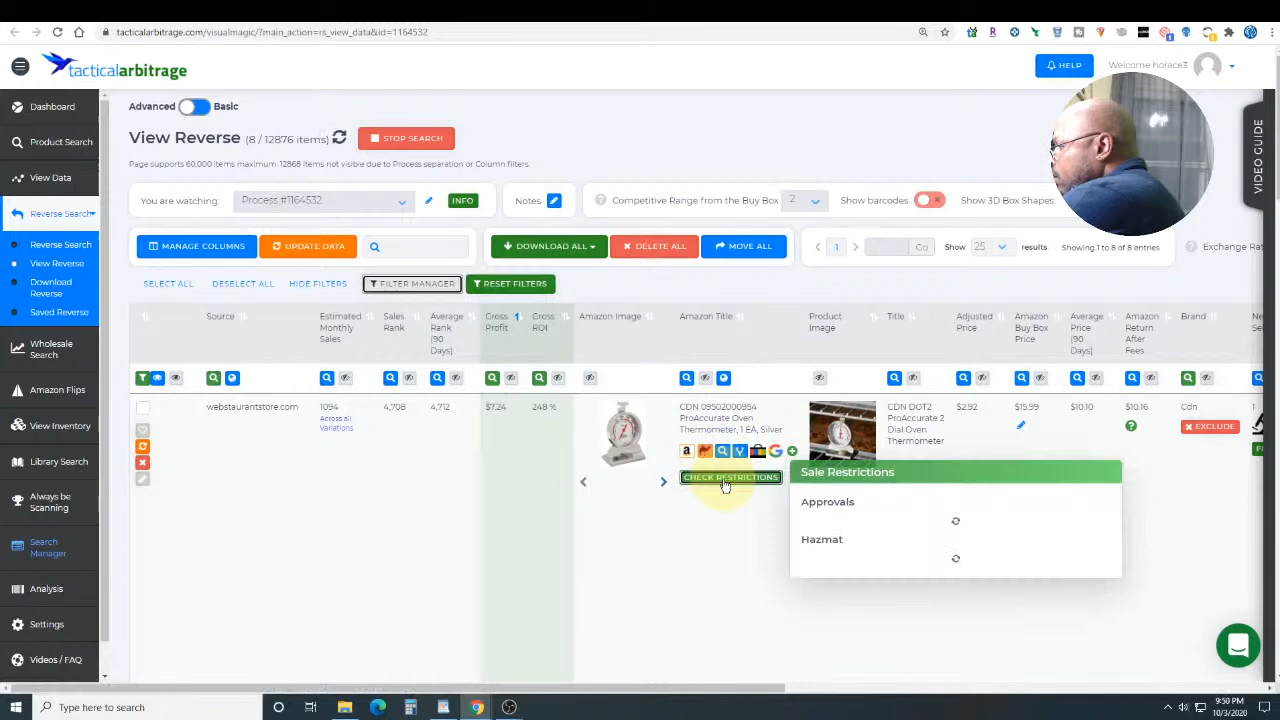 tacticalarbitrage.com/visualmagic/?main_action=rs_view_data&id=1164532
tacticalarbitrage
HELP
Welcome horace3
Dashboard
Product Search
View Data
Reverse Search
Reverse Search
View Reverse
Download
Reverse
Saved Reverse
Wholesale
Search
Amazon Flips
View Inventory
Library Search
Always be
Scanning
Search
Manager
Analysis
Settings
Videos / FAQ
Advanced
Basic
View Reverse (8 / 12876 items)
STOP SEARCH
Page supports 60,000 items maximum. 12868 items not visible due to Process separation or Column filters.
You are watching:
Process #1164532
INFO
Notes
Competitive Range from the Buy Box
2
Show barcodes:
Show 3D Box Shapes:
MANAGE COLUMNS
UPDATE DATA
DOWNLOAD ALL
DELETE ALL
MOVE ALL
1
Go
Show
25
results
Showing 1 to 8 of 8 entries
Exchange Rat
SELECT ALL
DESELECT ALL
HIDE FILTERS
FILTER MANAGER
RESET FILTERS
VIDEO GUIDE
Source
Estimated
Monthly
Sales
Sales
Rank
Average
Rank
(90
Days)
Gross
Profit
Gross
ROI
Amazon Image
Amazon Title
Product
Image
Title
Adjusted
Price
Amazon
Buy Box
Price
Average
Price
(90
Days)
Amazon
Return
After
Fees
Brand
webstaurantstore.com
1094
Across all
Variations
4,708
4,712
$7.24
248 %
CDN 09502000954
ProAccurate Oven
Thermometer, 1 EA, Silver
CHECK RESTRICTIONS
CDN DOT2
ProAccurate 2
Dial Oven
Thermometer
$2.92
$15.99
$10.10
$10.16
Cdn
EXCLUDE
1
Sale Restrictions
Approvals
Hazmat
Type here to search
9:50 PM
10/3/2020